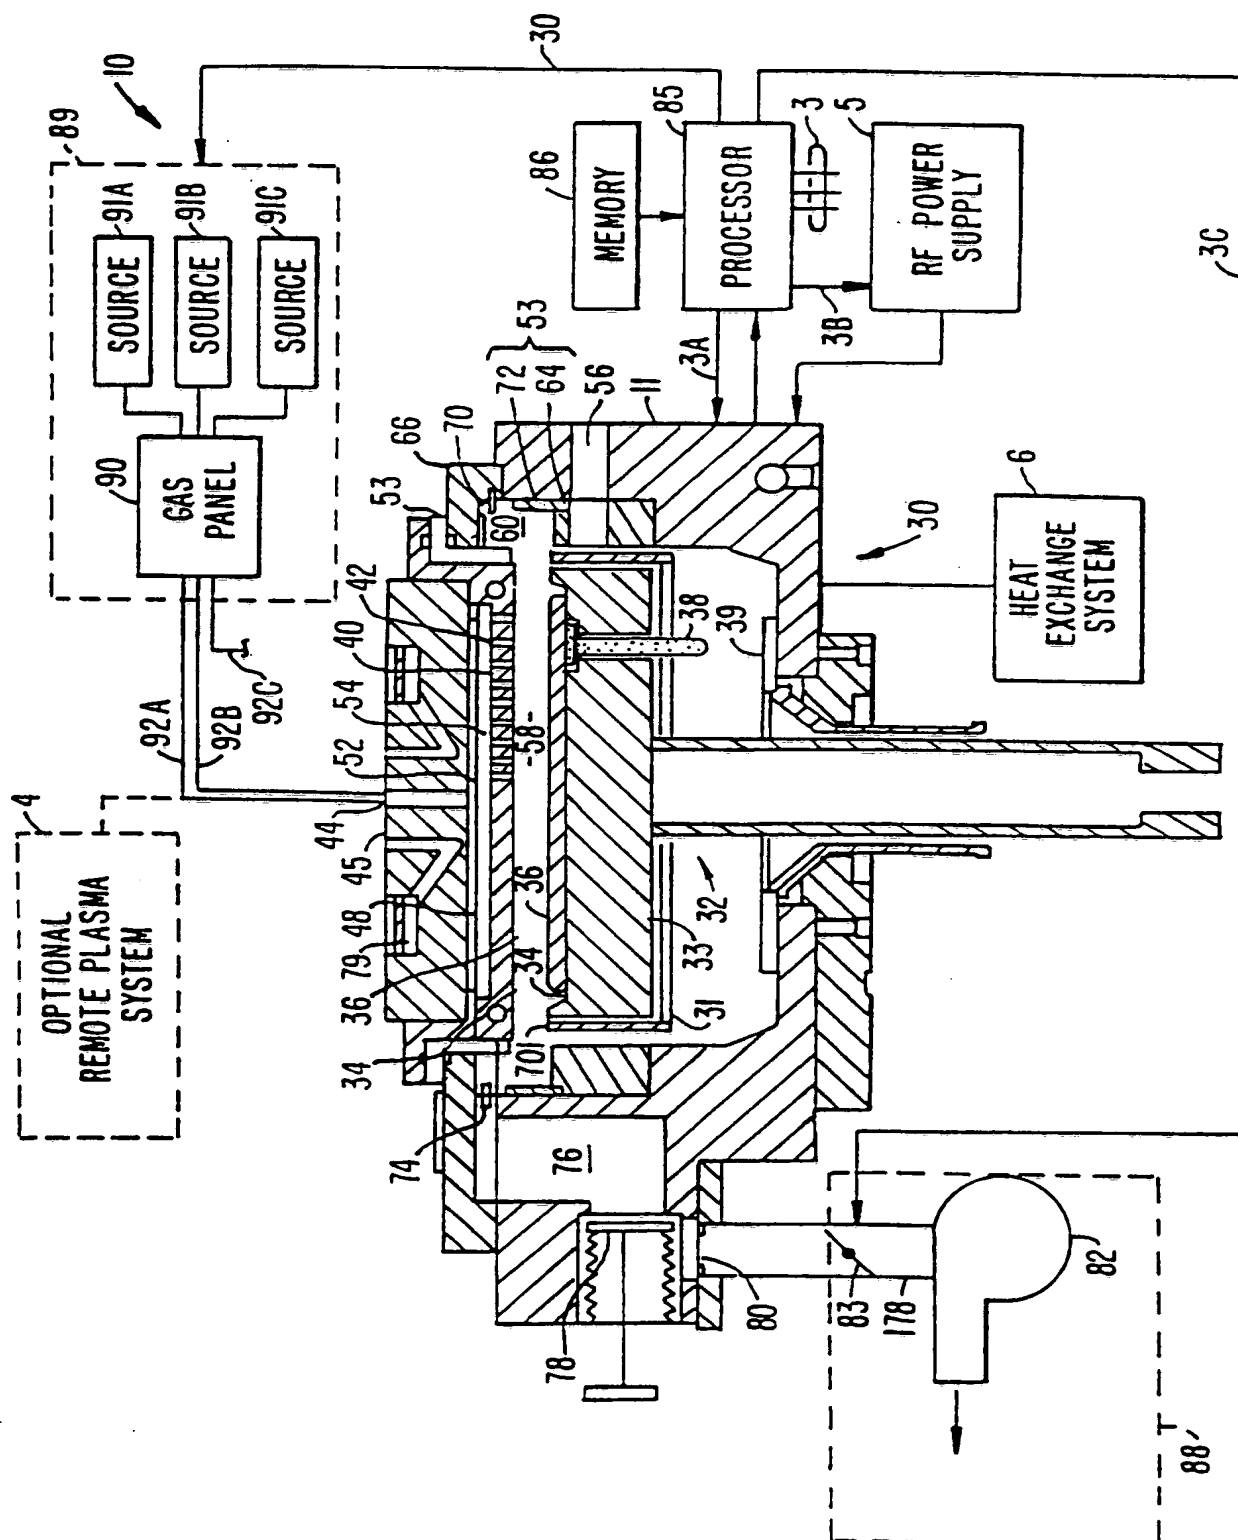 10
30
89
SOURCE
91A
SOURCE
91B
SOURCE
91C
90
GAS
PANEL
92A
92B
92C
4
OPTIONAL
REMOTE PLASMA
SYSTEM
86
MEMORY
85
PROCESSOR
3
5
RF POWER
SUPPLY
3A
3B
3C
53
72
64
56
11
66
70
53
60
42
40
54
52
44
45
48
79
36
34
74
-58-
36
34
701
31
33
32
38
39
30
6
HEAT
EXCHANGE
SYSTEM
76
78
80
83
178
82
88'